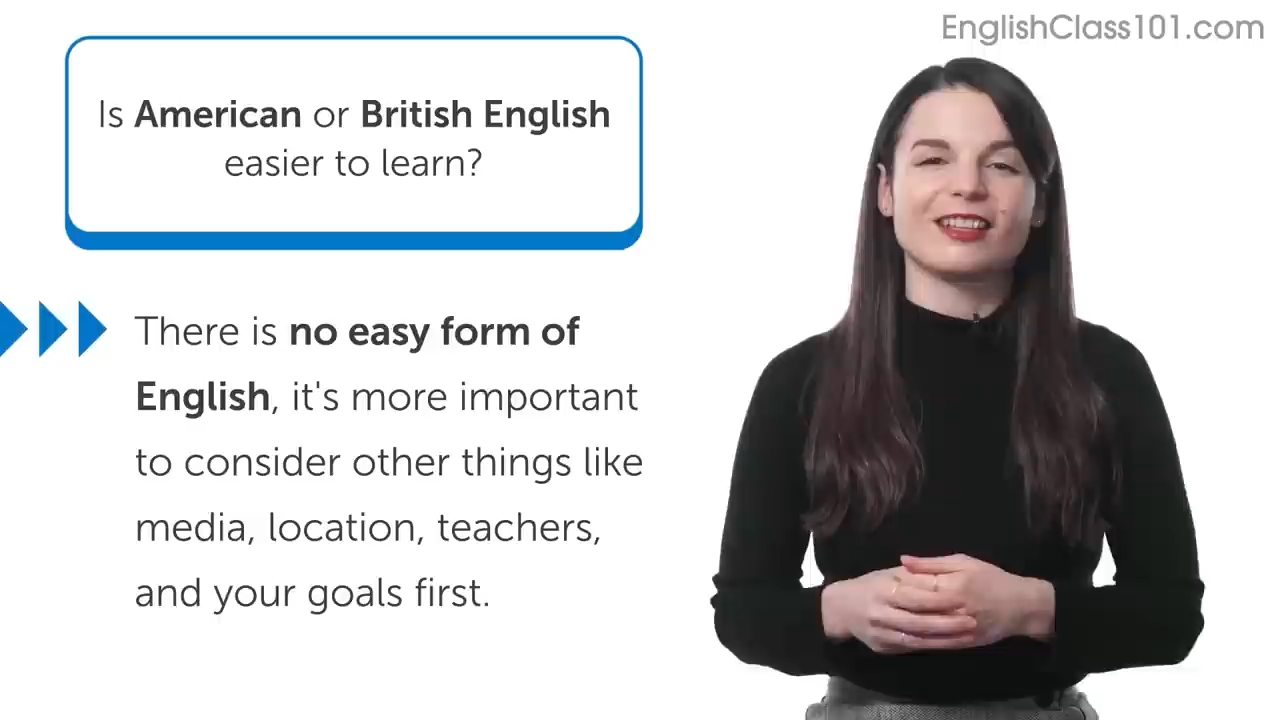 EnglishClass101.com
Is American or British English
easier to learn?
There is no easy form of
English, it's more important
to consider other things like
media, location, teachers,
and your goals first.